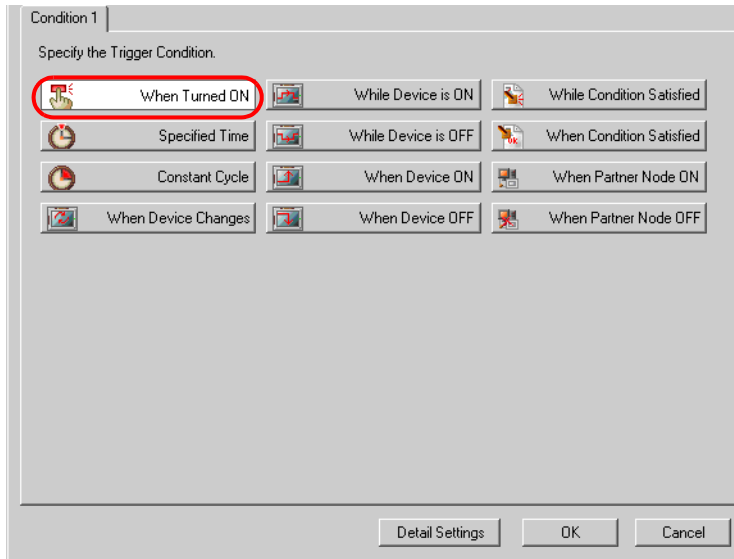 Condition 1
Specify the Trigger Condition.
When Turned ON While Device is ON While Condition Satisfied
Specified Time While Device is OFF When Condition Satisfied
Constant Cycle When Device ON When Partner Node ON
When Device Changes When Device OFF When Partner Node OFF
Detail Settings OK Cancel